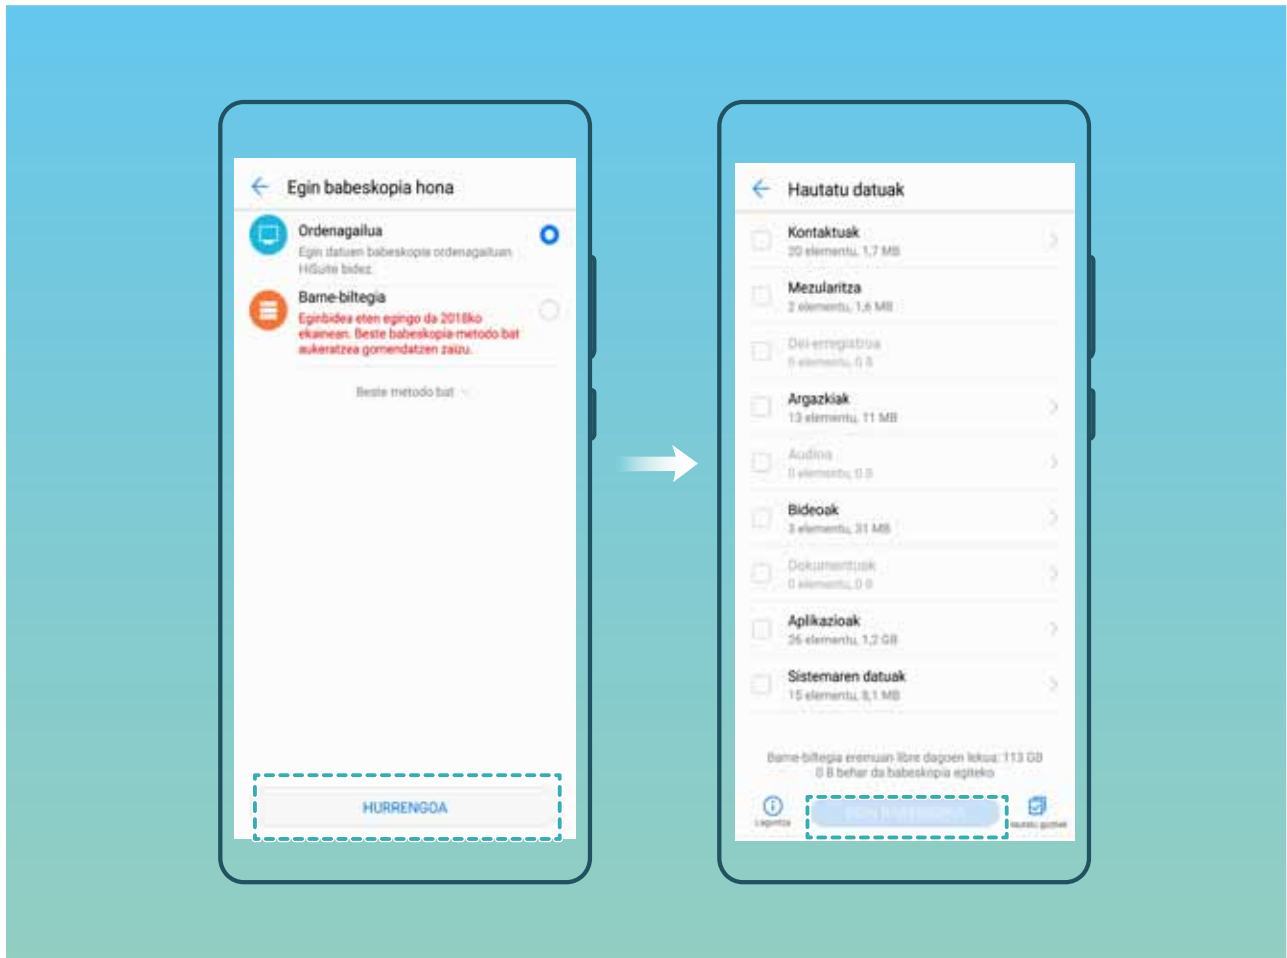 Egin babeskopia hona
Ordenagailua
Egin datuen babeskopia ordenagailuan
HiSuite bidez.
Barne-biltegia
Eginbidea eten egingo da 2018ko
ekainean. Beste babeskopia-metodo bat
aukeratzea gomendatzen zaizu.
Beste metodo bat
HURRENGOA
Hautatu datuak
Kontaktuak
20 elementu, 1,7 MB
Mezularitza
2 elementu, 1,6 MB
Dei-erregistroa
0 elementu, 0 B
Argazkiak
13 elementu, 11 MB
Audioa
0 elementu, 0 B
Bideoak
3 elementu, 31 MB
Dokumentuak
0 elementu, 0 B
Aplikazioak
26 elementu, 1,2 GB
Sistemaren datuak
15 elementu, 8,1 MB
Barne-biltegia eremuan libre dagoen lekua: 113 GB
0 B behar da babeskopia egiteko
Laguntza
EGIN BABESKOPIA
Hautatu guztiak